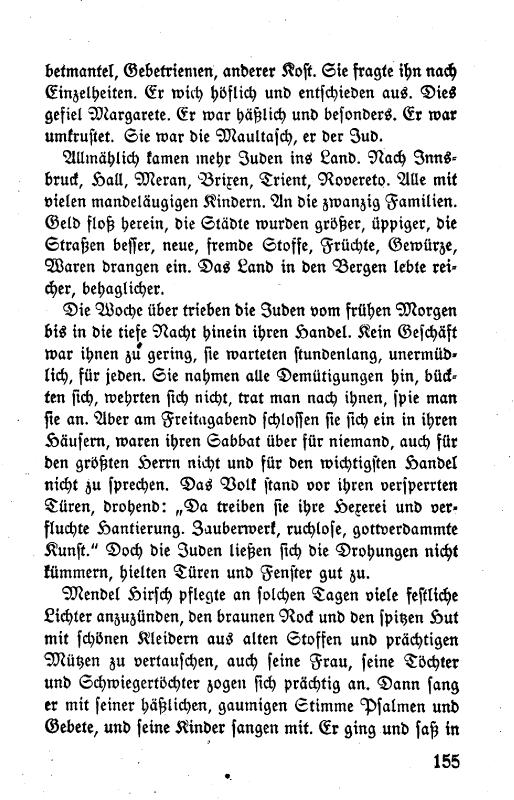 betmantel, Gebetriemen, anderer Kost. Sie fragte ihn nach
Einzelheiten. Er wich höflich und entschieden aus. Dies
gefiel Margarete. Er war häßlich und besonders. Er war
umkrustet. Sie war die Maultasch, er der Jud.
Allmählich kamen mehr Juden ins Land. Nach Inns-
bruck, Hall, Meran, Brixen, Trient, Rovereto. Alle mit
vielen mandeläugigen Kindern. An die zwanzig Familien.
Geld floß herein, die Städte wurden größer, üppiger, die
Straßen besser, neue, fremde Stoffe, Früchte, Gewürze,
Waren drangen ein. Das Land in den Bergen lebte rei-
cher, behaglicher.
Die Woche über trieben die Juden vom frühen Morgen
bis in die tiefe Nacht hinein ihren Handel. Kein Geschäft
war ihnen zu gering, sie warteten stundenlang, unermüd-
lich, für jeden. Sie nahmen alle Demütigungen hin, bück-
ten sich, wehrten sich nicht, trat man nach ihnen, spie man
sie an. Aber am Freitagabend schlossen sie sich ein in ihren
Häusern, waren ihren Sabbat über für niemand, auch für
den größten Herrn nicht und für den wichtigsten Handel
nicht zu sprechen. Das Volk stand vor ihren versperrten
Türen, drohend: „Da treiben sie ihre Hexerei und ver-
fluchte Hantierung. Zauberwerk, ruchlose, gottverdammte
Kunst.“ Doch die Juden ließen sich die Drohungen nicht
kümmern, hielten Türen und Fenster gut zu.
Mendel Hirsch pflegte an solchen Tagen viele festliche
Lichter anzuzünden, den braunen Rock und den spitzen Hut
mit schönen Kleidern aus alten Stoffen und prächtigen
Mützen zu vertauschen, auch seine Frau, seine Töchter
und Schwiegertöchter zogen sich prächtig an. Dann sang
er mit seiner häßlichen, gaumigen Stimme Psalmen und
Gebete, und seine Kinder sangen mit. Er ging und saß in
155